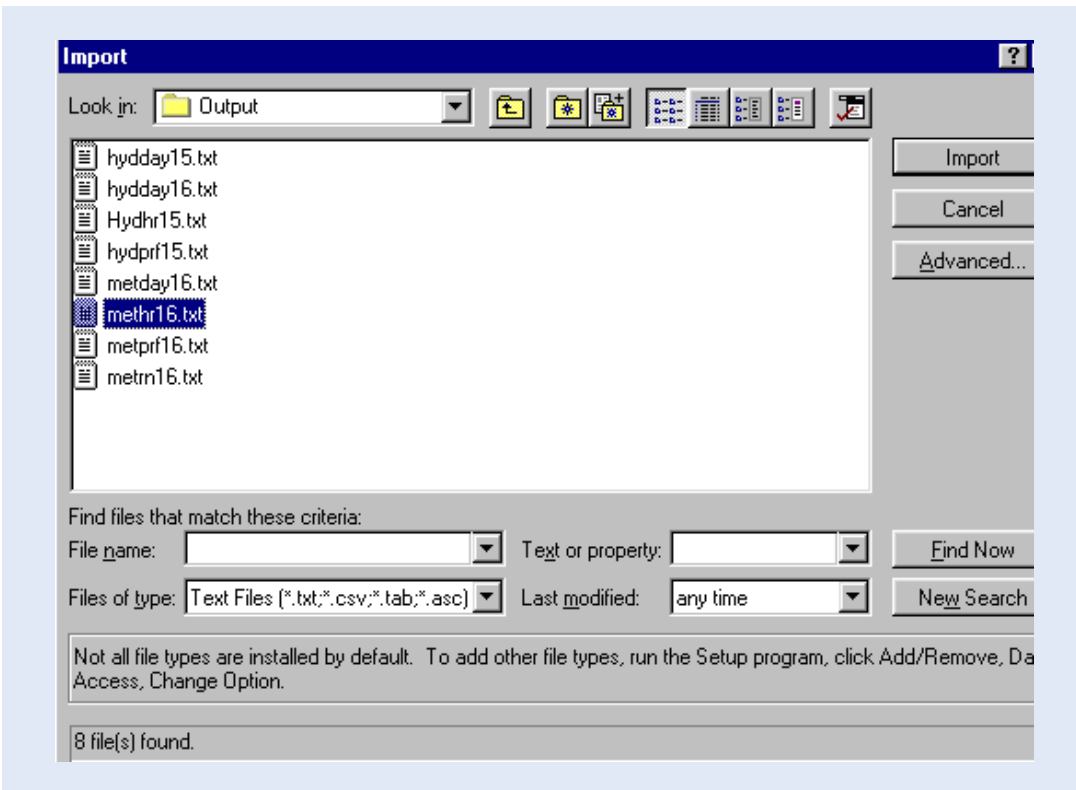 Import
?
Look in: Output
hydday15.txt
hydday16.txt
Hydhr15.txt
hydprf15.txt
metday16.txt
methr16.txt
metprf16.txt
metrn16.txt
Import
Cancel
Advanced...
Find files that match these criteria:
File name:
Text or property:
Find Now
Files of type: Text Files (*.txt;*.csv;*.tab;*.asc)
Last modified: any time
New Search
Not all file types are installed by default. To add other file types, run the Setup program, click Add/Remove, Da
Access, Change Option.
8 file(s) found.